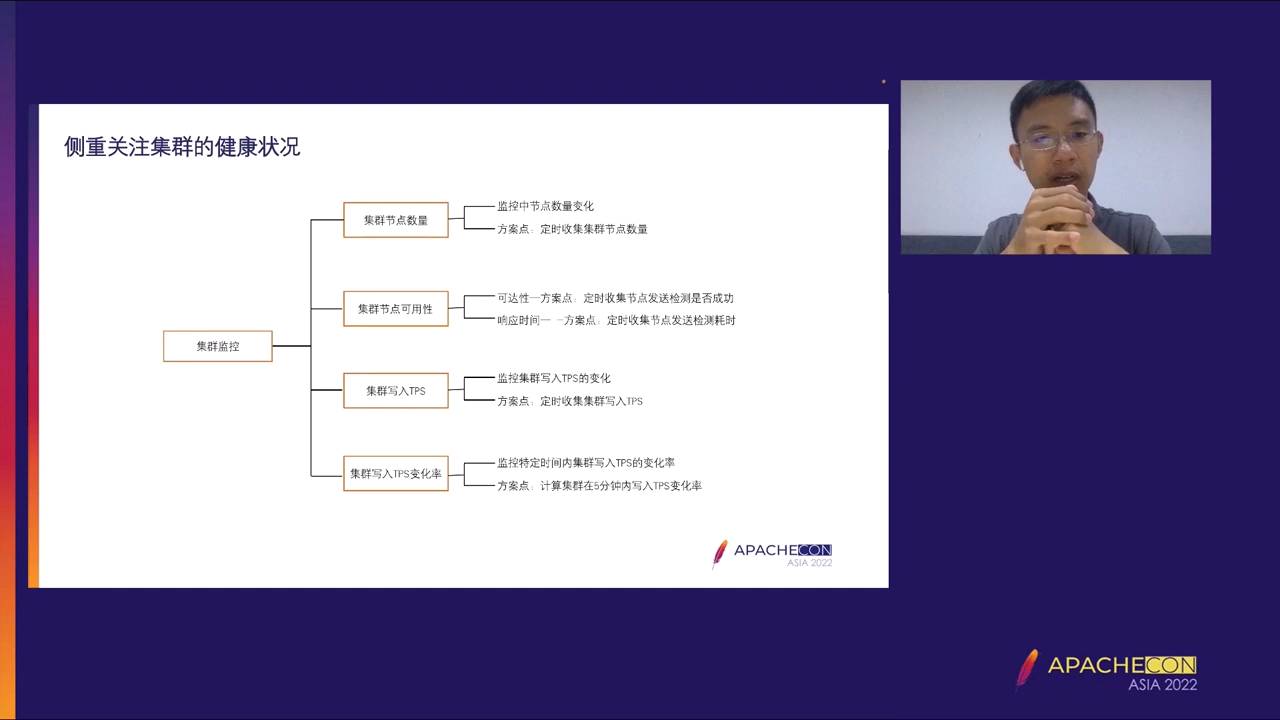 侧重关注集群的健康状况
集群监控
集群节点数量
监控中节点数量变化
方案点：定时收集集群节点数量
集群节点可用性
可达性—方案点：定时收集节点发送检测是否成功
响应时间— –方案点：定时收集节点发送检测耗时
集群写入TPS
监控集群写入TPS的变化
方案点：定时收集集群写入TPS
集群写入TPS变化率
监控特定时间内集群写入TPS的变化率
方案点：计算集群在5分钟内写入TPS变化率
APACHECON
ASIA 2022
APACHECON
ASIA 2022